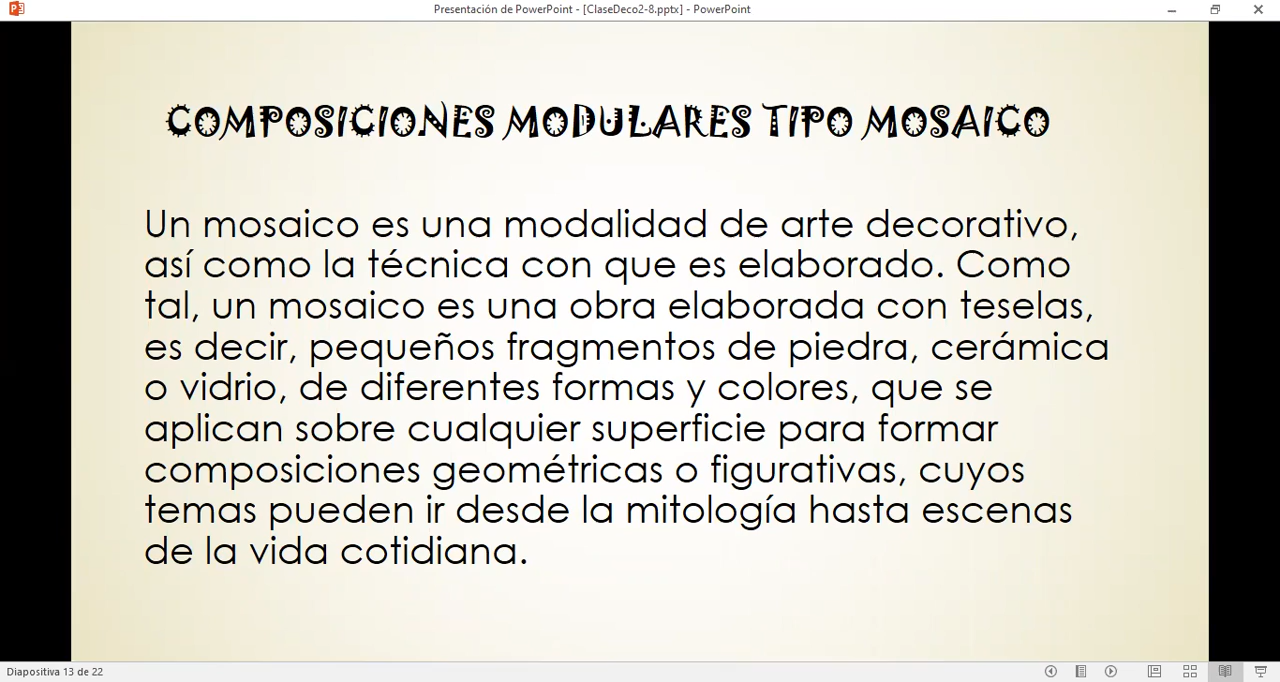 Presentación de PowerPoint - [ClaseDeco2-8.pptx] - PowerPoint
COMPOSICIONES MODULARES TIPO MOSAICO
Un mosaico es una modalidad de arte decorativo,
así como la técnica con que es elaborado. Como
tal, un mosaico es una obra elaborada con teselas,
es decir, pequeños fragmentos de piedra, cerámica
o vidrio, de diferentes formas y colores, que se
aplican sobre cualquier superficie para formar
composiciones geométricas o figurativas, cuyos
temas pueden ir desde la mitología hasta escenas
de la vida cotidiana.
Diapositiva 13 de 22